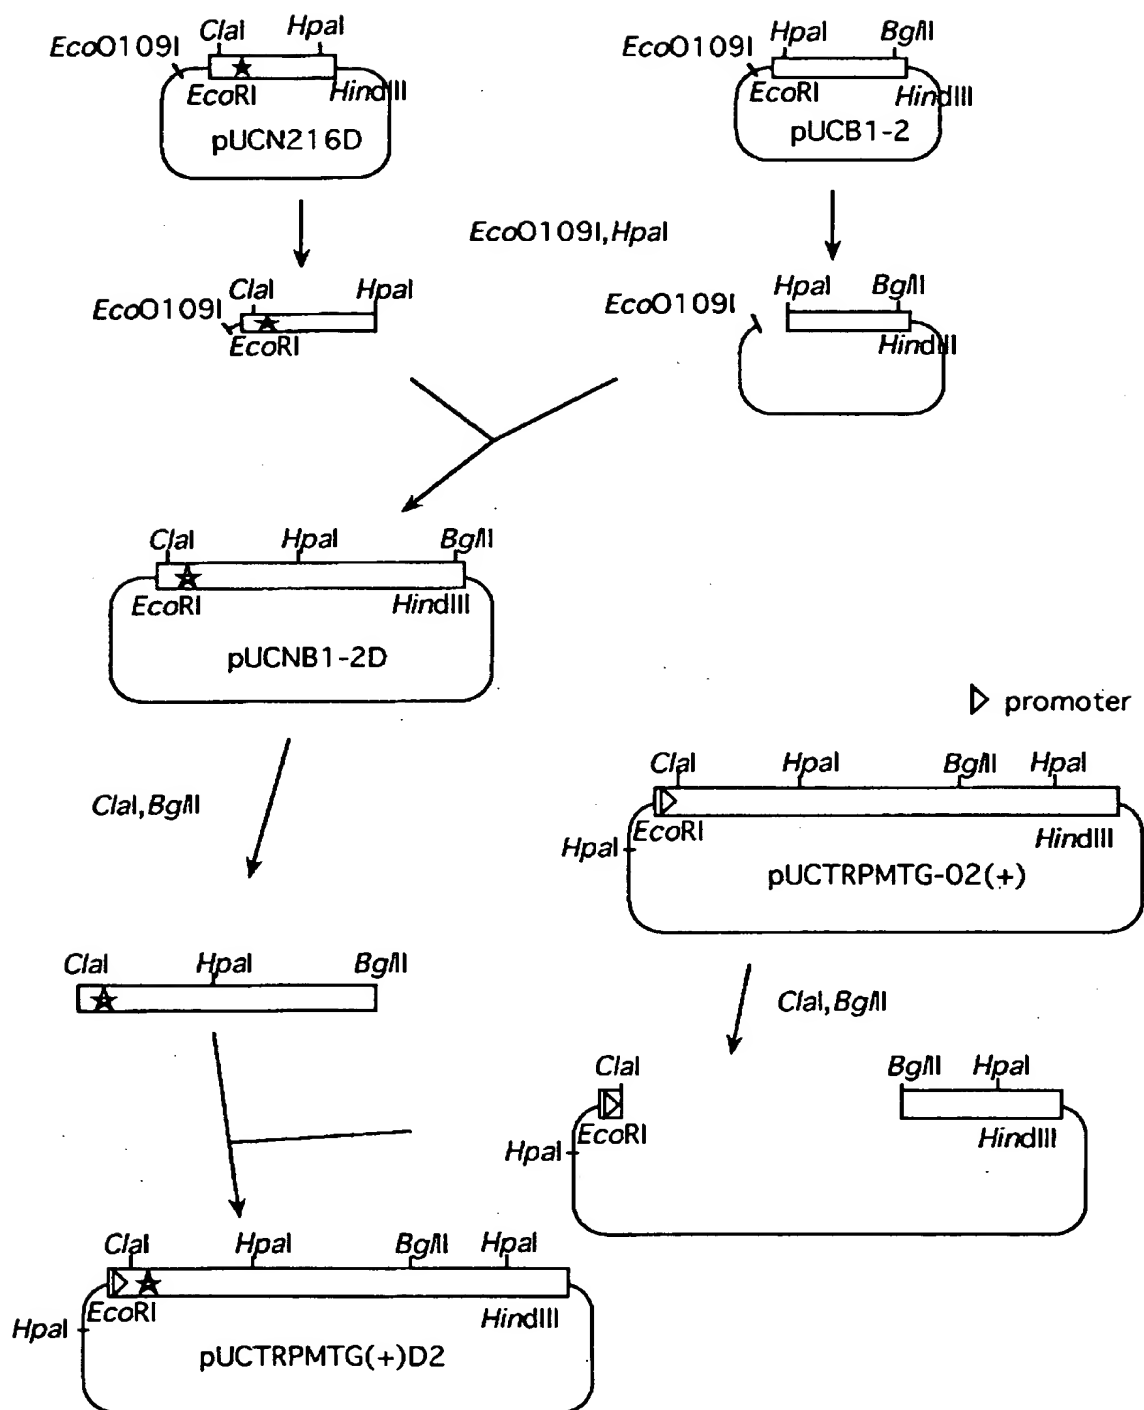 ClaI HpaI
EcoO109I
EcoRI HindIII
pUCN216D
HpaI BglII
EcoO109I
EcoRI HindIII
pUCB1-2
EcoO109I,HpaI
ClaI HpaI
EcoO109I
EcoRI
HpaI BglII
EcoO109I
HindIII
ClaI HpaI BglII
EcoRI HindIII
pUCNB1-2D
promoter
ClaI HpaI BglII HpaI
EcoRI HindIII
HpaI
pUCTRPMTG-02(+)
ClaI,BglII
ClaI HpaI BglII
ClaI,BglII
ClaI BglII HpaI
EcoRI HindIII
HpaI
ClaI HpaI BglII HpaI
EcoRI HindIII
HpaI
pUCTRPMTG(+)D2